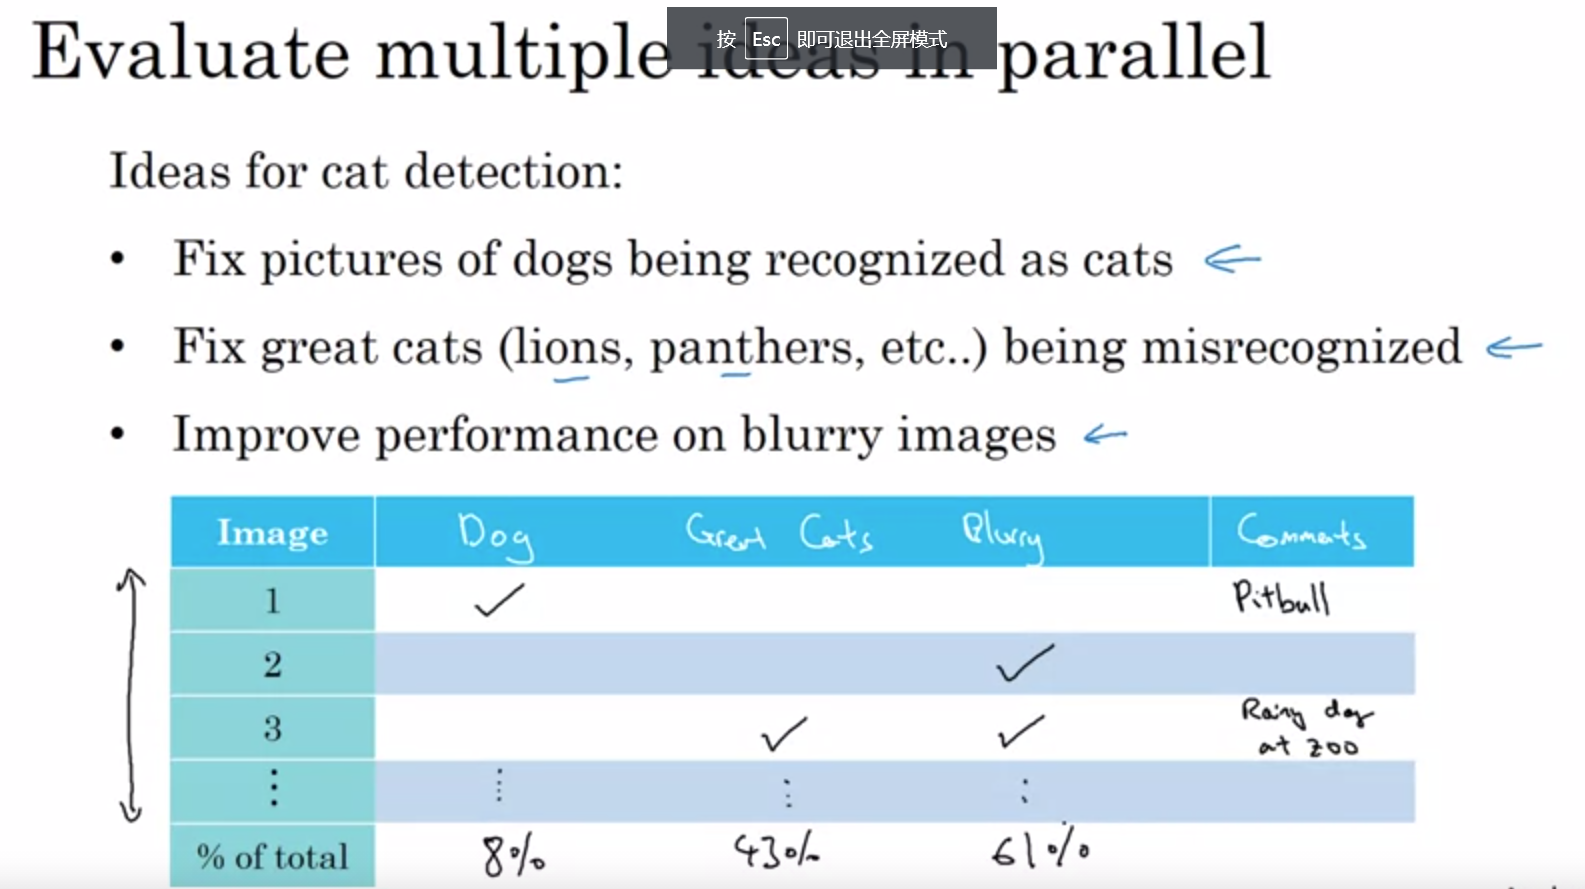 Evaluate multiple ideas in parallel
按 Esc 即可退出全屏模式
Ideas for cat detection:
• Fix pictures of dogs being recognized as cats
• Fix great cats (lions, panthers, etc..) being misrecognized
• Improve performance on blurry images
Image Dog Great Cats Blurry Comments
1 ✓ Pitbull
2 ✓
3 ✓ ✓ Rainy day
at zoo
⋮ ⋮ ⋮ ⋮
% of total 8% 43% 61%